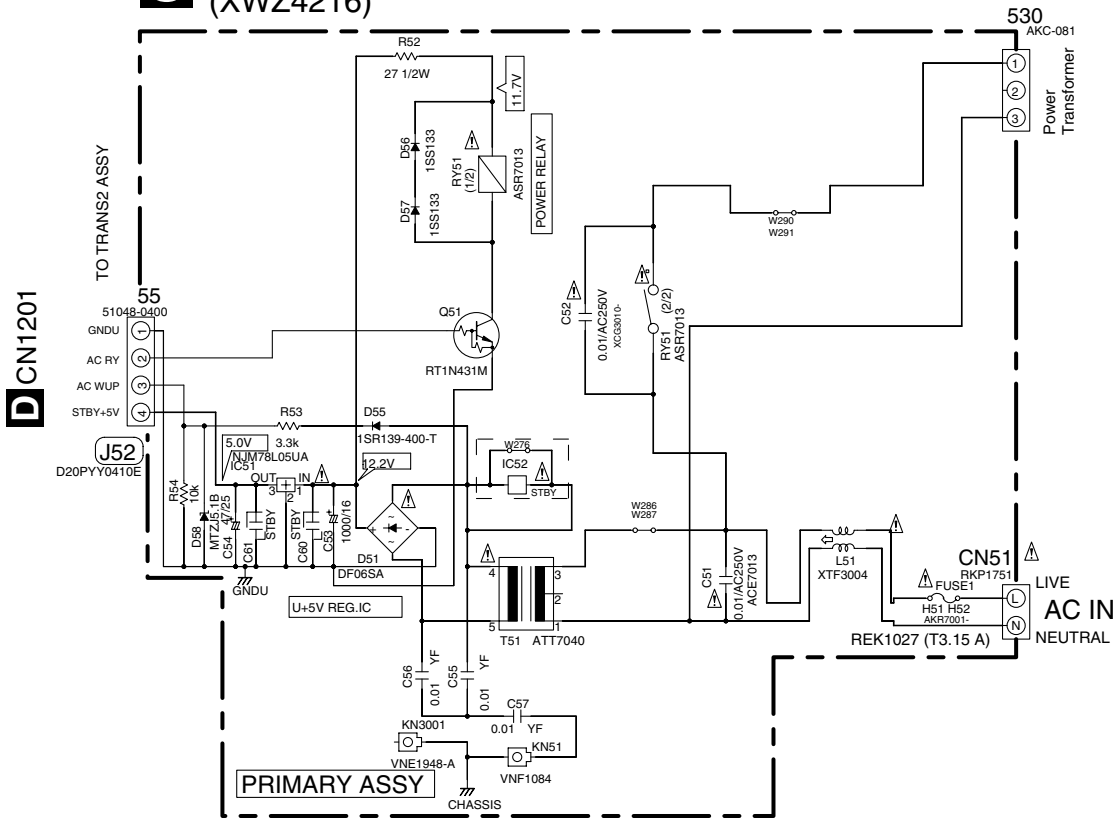 (XWZ4216)
530
AKC-081
R52
27 1/2W
1
2
3
Power
Transformer
11.7V
TO TRANS2 ASSY
D56
1SS133
D57
1SS133
RY51
(1/2)
ASR7013
POWER RELAY
W290
W291
D CN1201
55
51048-0400
GNDU
1
AC RY
2
AC WUP
3
STBY+5V
4
J52
D20PYY0410E
Q51
RT1N431M
C52
0.01/AC250V
XCG3010-
RY51
(2/2)
ASR7013
R53
3.3k
D55
1SR139-400-T
5.0V
NJM78L05UA
IC51
12.2V
W276
IC52
STBY
OUT
IN
3
1
2
R54
10k
D58
MTZJ5.1B
C54
47/25
C61
STBY
C60
STBY
C53
1000/16
D51
DF06SA
GNDU
U+5V REG.IC
W286
W287
4
3
2
5
1
T51
ATT7040
C51
0.01/AC250V
ACE7013
L51
XTF3004
CN51
RKP1751
FUSE1
H51 H52
AKR7001-
L
LIVE
AC IN
N
NEUTRAL
REK1027 (T3.15 A)
C56
0.01
YF
C55
0.01
YF
C57
0.01
YF
KN3001
VNE1948-A
KN51
VNF1084
CHASSIS
PRIMARY ASSY